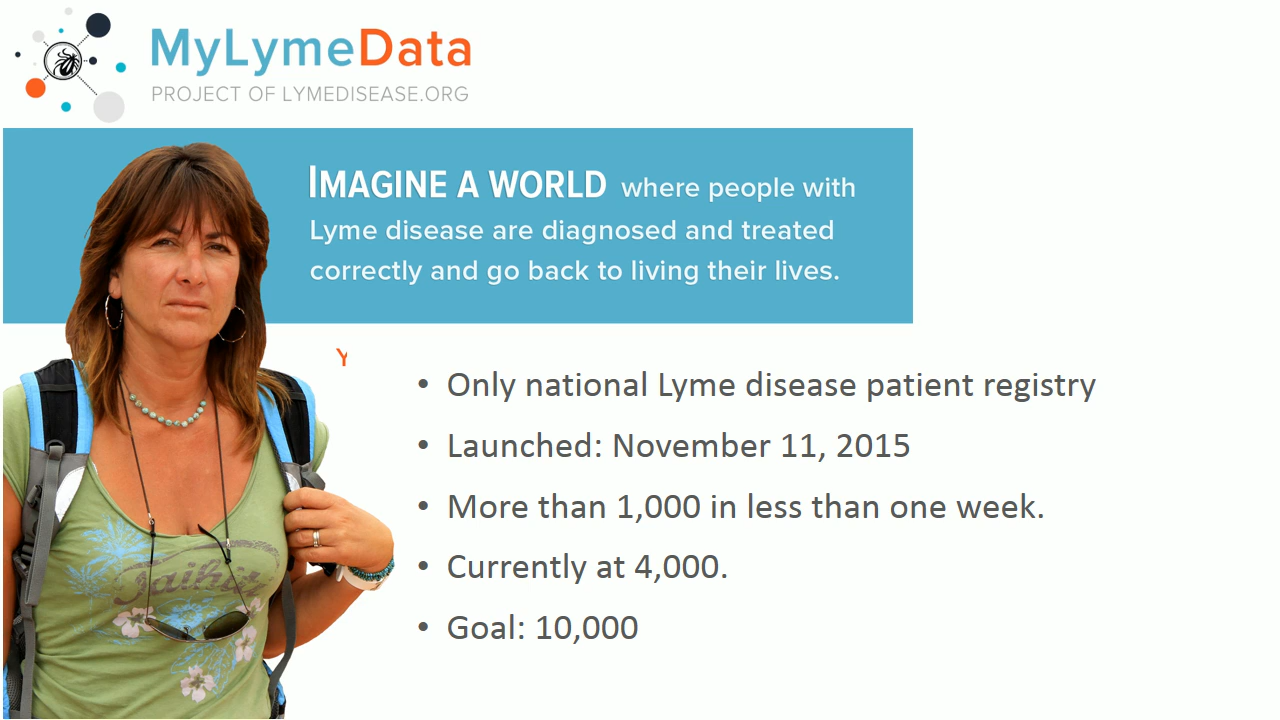 MyLymeData
PROJECT OF LYMEDISEASE.ORG
IMAGINE A WORLD where people with
Lyme disease are diagnosed and treated
correctly and go back to living their lives.
Y
• Only national Lyme disease patient registry
• Launched: November 11, 2015
• More than 1,000 in less than one week.
• Currently at 4,000.
• Goal: 10,000